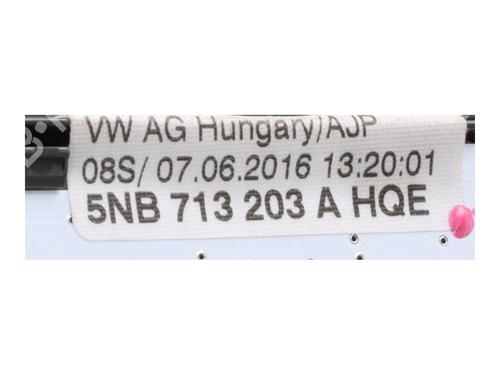 VW AG Hungary)AJP
08S/ 07.06.2016 13:20:01
5NB 713 203 A HQE